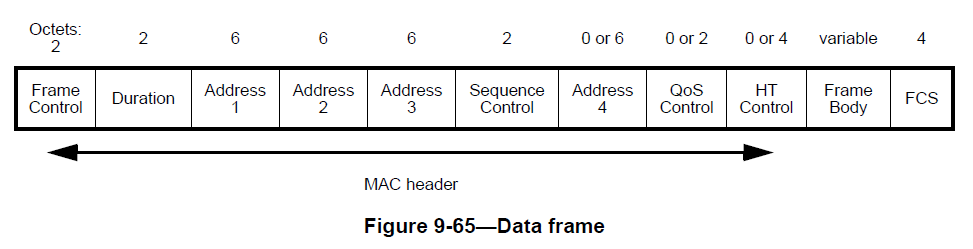 Octets:
2 2 6 6 6 2 0 or 6 0 or 2 0 or 4 variable 4
Frame Control Duration Address 1 Address 2 Address 3 Sequence Control Address 4 QoS Control HT Control Frame Body FCS
MAC header
Figure 9-65—Data frame